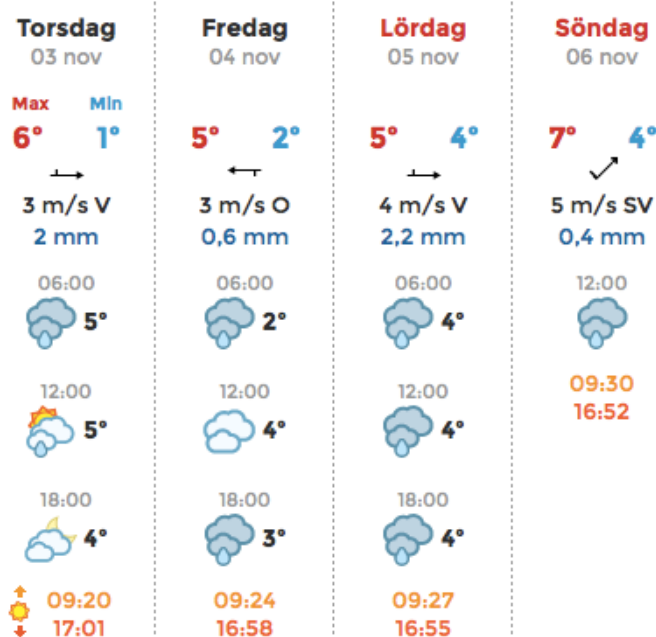 Torsdag
03 nov
Max Min
6° 1°
3 m/s V
2 mm
06:00
5°
12:00
5°
18:00
4°
09:20
17:01
Fredag
04 nov
5° 2°
3 m/s O
0,6 mm
06:00
2°
12:00
4°
18:00
3°
09:24
16:58
Lördag
05 nov
5° 4°
4 m/s V
2,2 mm
06:00
4°
12:00
4°
18:00
4°
09:27
16:55
Söndag
06 nov
7° 4°
5 m/s SV
0,4 mm
12:00
09:30
16:52